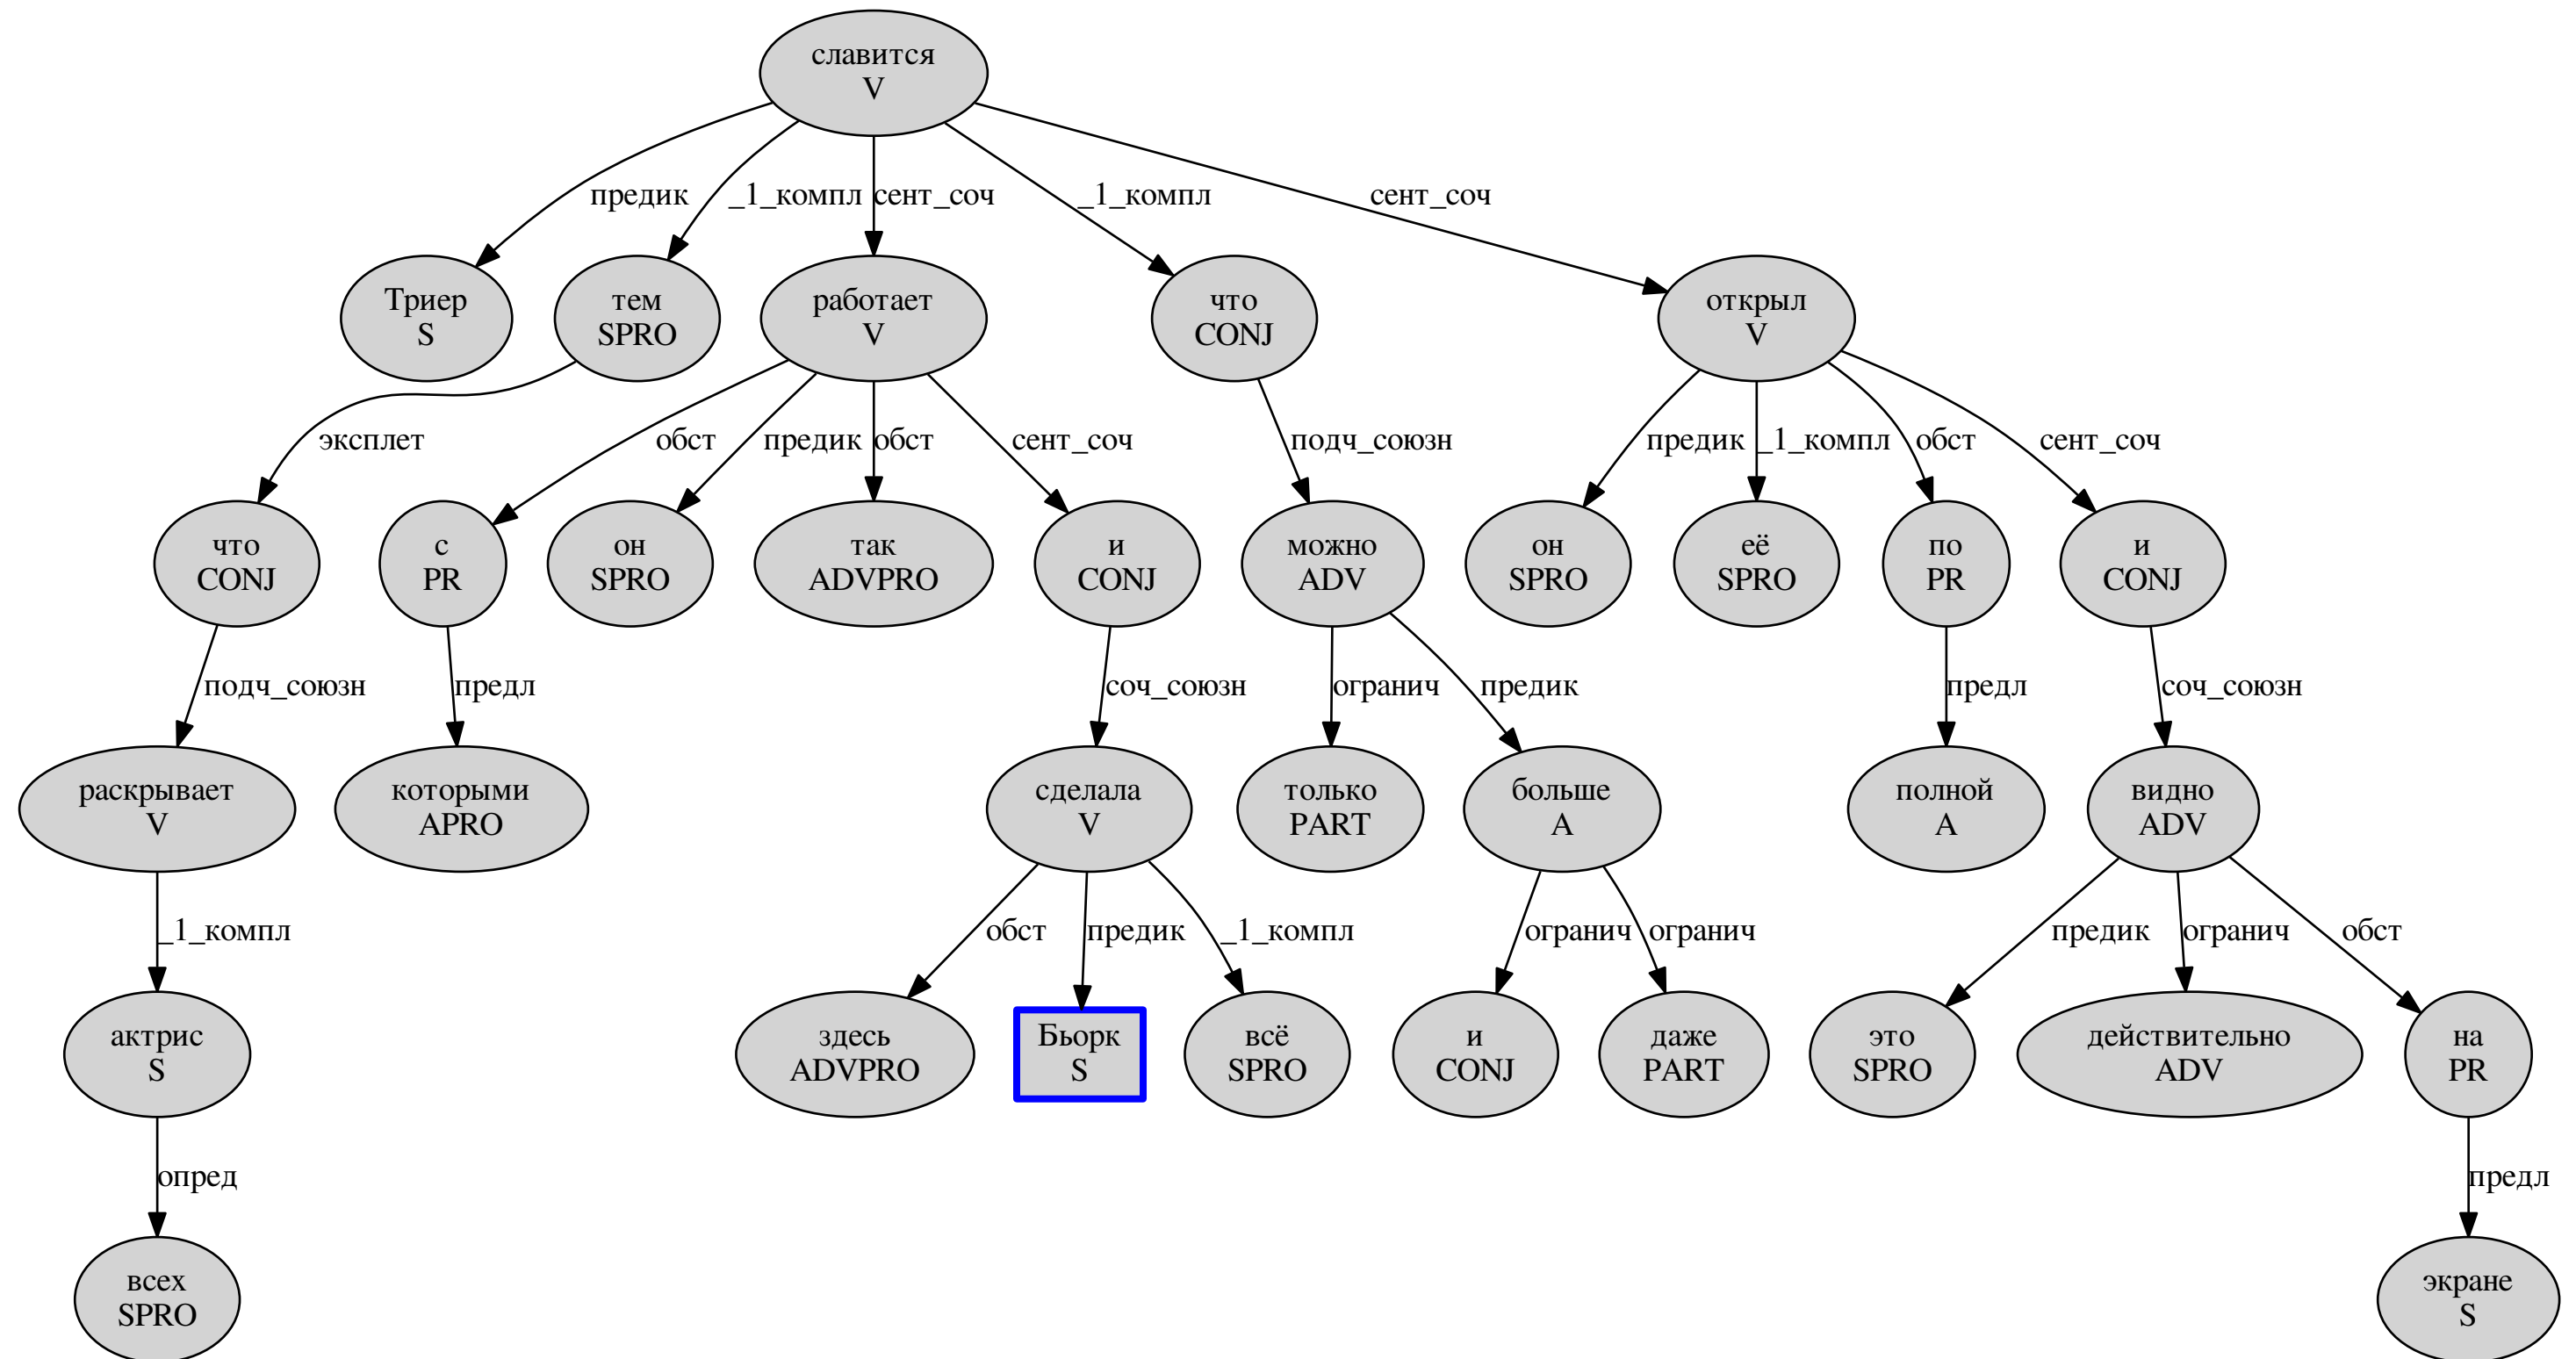 славится
V
предик
_1_компл
сент_соч
_1_компл
сент_соч
Триер
S
тем
SPRO
работает
V
что
CONJ
открыл
V
эксплет
обст
предик
обст
сент_соч
подч_союзн
предик
_1_компл
обст
сент_соч
что
CONJ
с
PR
он
SPRO
так
ADVPRO
и
CONJ
можно
ADV
он
SPRO
её
SPRO
по
PR
и
CONJ
подч_союзн
предл
соч_союзн
огранич
предик
предл
соч_союзн
раскрывает
V
которыми
APRO
сделала
V
только
PART
больше
A
полной
A
видно
ADV
_1_компл
обст
предик
_1_компл
огранич
огранич
предик
огранич
обст
актрис
S
здесь
ADVPRO
Бьорк
S
всё
SPRO
и
CONJ
даже
PART
это
SPRO
действительно
ADV
на
PR
опред
предл
всех
SPRO
экране
S